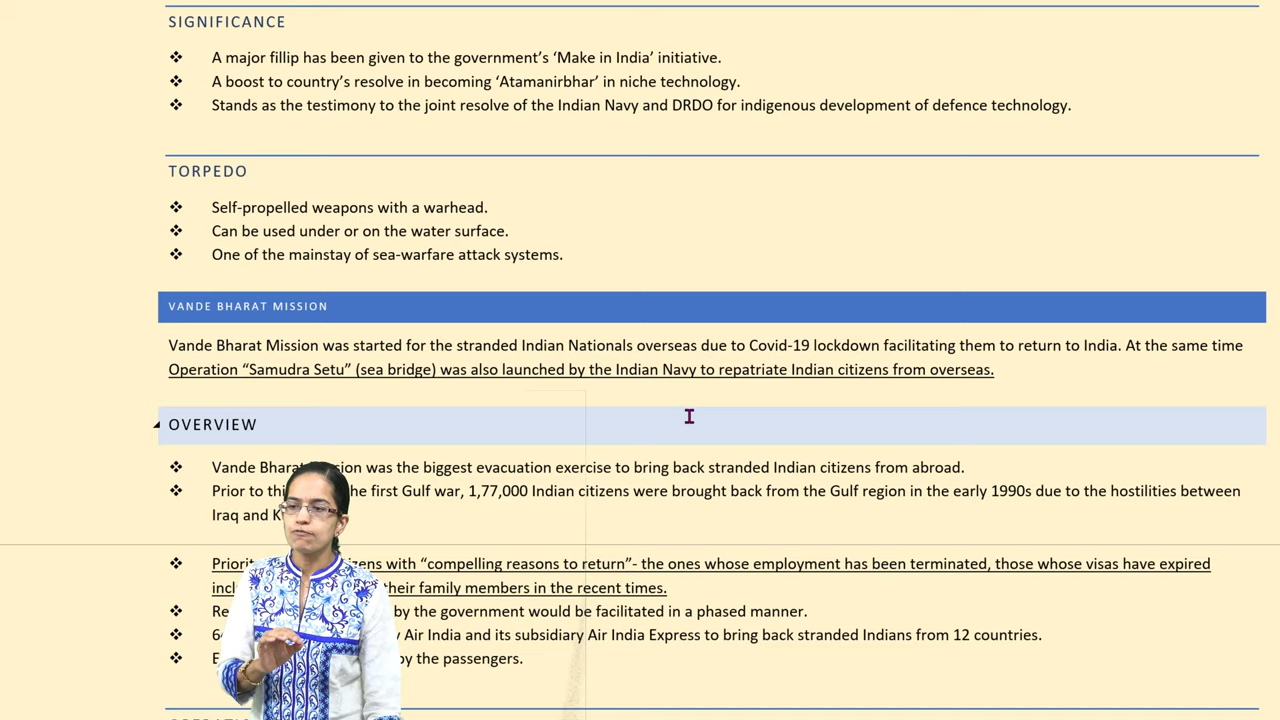 SIGNIFICANCE
❖ A major fillip has been given to the government's 'Make in India' initiative.
❖ A boost to country's resolve in becoming 'Atamanirbhar' in niche technology.
❖ Stands as the testimony to the joint resolve of the Indian Navy and DRDO for indigenous development of defence technology.
TORPEDO
❖ Self-propelled weapons with a warhead.
❖ Can be used under or on the water surface.
❖ One of the mainstay of sea-warfare attack systems.
VANDE BHARAT MISSION
Vande Bharat Mission was started for the stranded Indian Nationals overseas due to Covid-19 lockdown facilitating them to return to India. At the same time
Operation “Samudra Setu” (sea bridge) was also launched by the Indian Navy to repatriate Indian citizens from overseas.
OVERVIEW
❖ Vande Bharat Mission was the biggest evacuation exercise to bring back stranded Indian citizens from abroad.
❖ Prior to the first Gulf war, 1,77,000 Indian citizens were brought back from the Gulf region in the early 1990s due to the hostilities between
Iraq and
❖ with “compelling reasons to return”- the ones whose employment has been terminated, those whose visas have expired
their family members in the recent times.
❖ by the government would be facilitated in a phased manner.
❖ Air India and its subsidiary Air India Express to bring back stranded Indians from 12 countries.
❖ by the passengers.